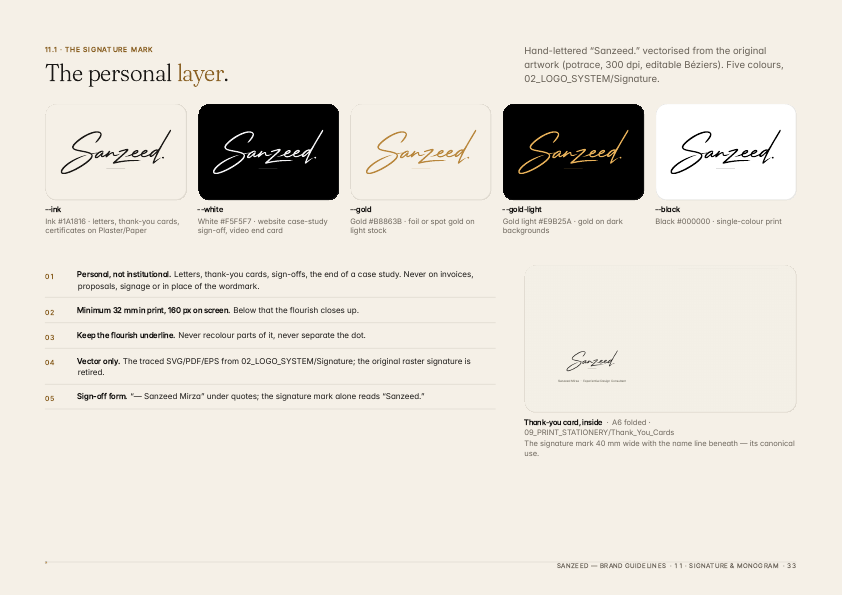 11.1 · THE SIGNATURE MARK
The personal layer.
Hand-lettered “Sanzeed.” vectorised from the original
artwork (potrace, 300 dpi, editable Béziers). Five colours,
02_LOGO_SYSTEM/Signature.
Sanzeed.
Sanzeed.
Sanzeed.
Sanzeed.
Sanzeed.
--ink
Ink #1A1816 · letters, thank-you cards,
certificates on Plaster/Paper
--white
White #F5F5F7 · website case-study
sign-off, video end card
--gold
Gold #B8863B · foil or spot gold on
light stock
--gold-light
Gold light #E9B25A · gold on dark
backgrounds
--black
Black #000000 · single-colour print
01 Personal, not institutional. Letters, thank-you cards, sign-offs, the end of a case study. Never on invoices,
proposals, signage or in place of the wordmark.
02 Minimum 32 mm in print, 160 px on screen. Below that the flourish closes up.
03 Keep the flourish underline. Never recolour parts of it, never separate the dot.
04 Vector only. The traced SVG/PDF/EPS from 02_LOGO_SYSTEM/Signature; the original raster signature is
retired.
05 Sign-off form. “— Sanzeed Mirza” under quotes; the signature mark alone reads “Sanzeed.”
Sanzeed.
Thank-you card, inside · A6 folded ·
09_PRINT_STATIONERY/Thank_You_Cards
The signature mark 40 mm wide with the name line beneath — its canonical
use.
SANZEED — BRAND GUIDELINES · 11 · SIGNATURE & MONOGRAM · 33